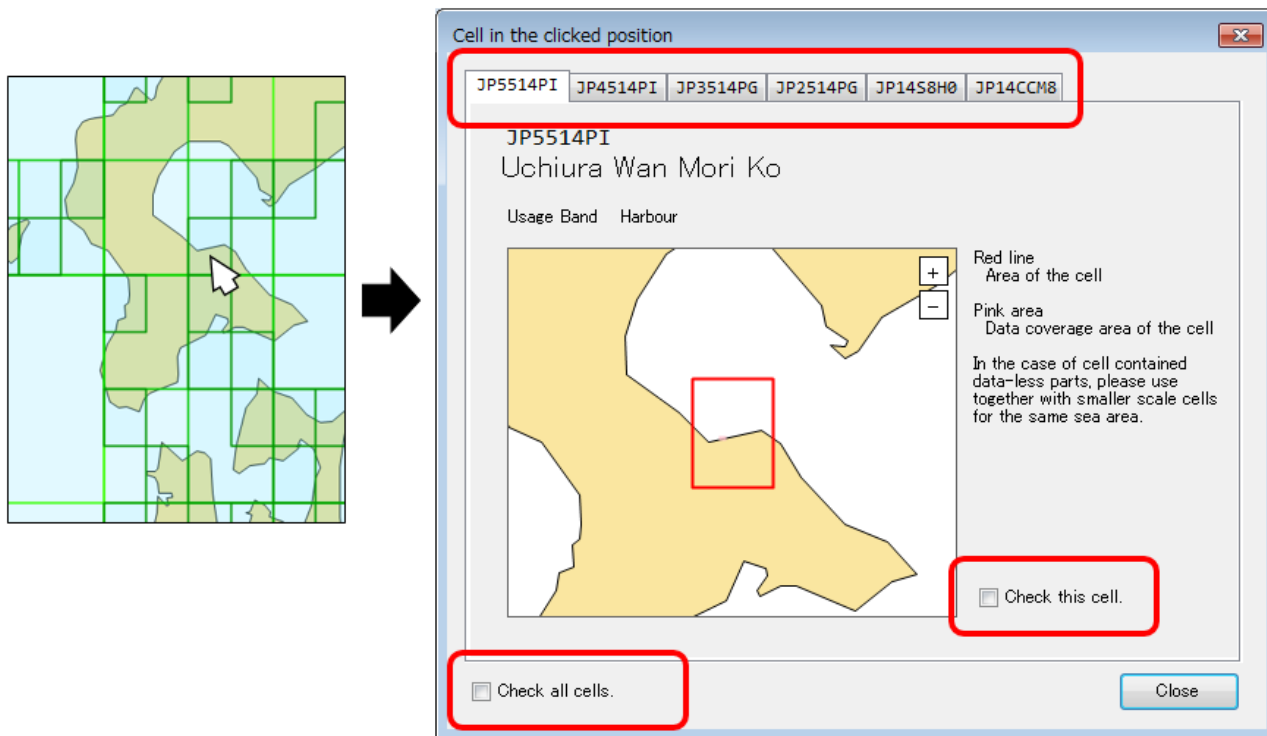 Cell in the clicked position
JP5514PI JP4514PI JP3514PG JP2514PG JP14S8H0 JP14CCM8
JP5514PI
Uchiura Wan Mori Ko
Usage Band Harbour
+
−
Red line
Area of the cell
Pink area
Data coverage area of the cell
In the case of cell contained
data-less parts, please use
together with smaller scale cells
for the same sea area.
Check this cell.
Check all cells.
Close